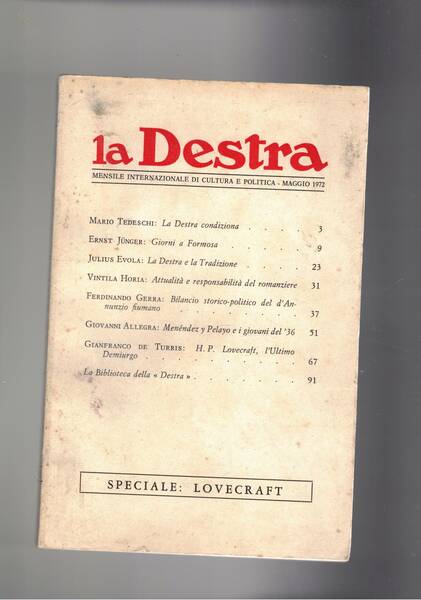 la Destra
MENSILE INTERNAZIONALE DI CULTURA E POLITICA - MAGGIO 1972
MARIO TEDESCHI: La Destra condiziona . . . . 3
ERNST JÜNGER: Giorni a Formosa . . . . . 9
JULIUS EVOLA: La Destra e la Tradizione . . . . 23
VINTILA HORIA: Attualità e responsabilità del romanziere 31
FERDINANDO GERRA: Bilancio storico-politico del d'An-
nunzio fiumano . . . . . . . . 37
GIOVANNI ALLEGRA: Menéndez y Pelayo e i giovani del '36 51
GIANFRANCO DE TURRIS: H. P. Lovecraft, l'Ultimo
Demiurgo . . . . . . . . . 67
La Biblioteca della « Destra » . . . . . . . 91
SPECIALE: LOVECRAFT